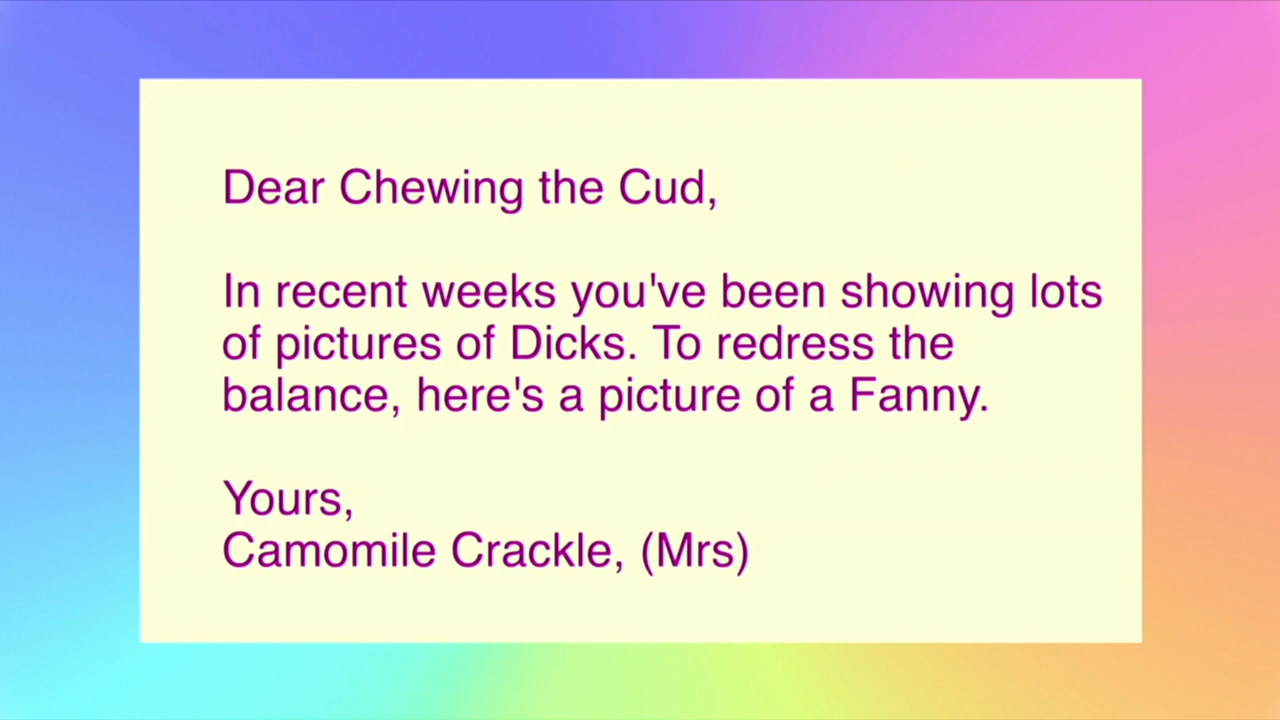 Dear Chewing the Cud,
In recent weeks you've been showing lots
of pictures of Dicks. To redress the
balance, here's a picture of a Fanny.
Yours,
Camomile Crackle, (Mrs)